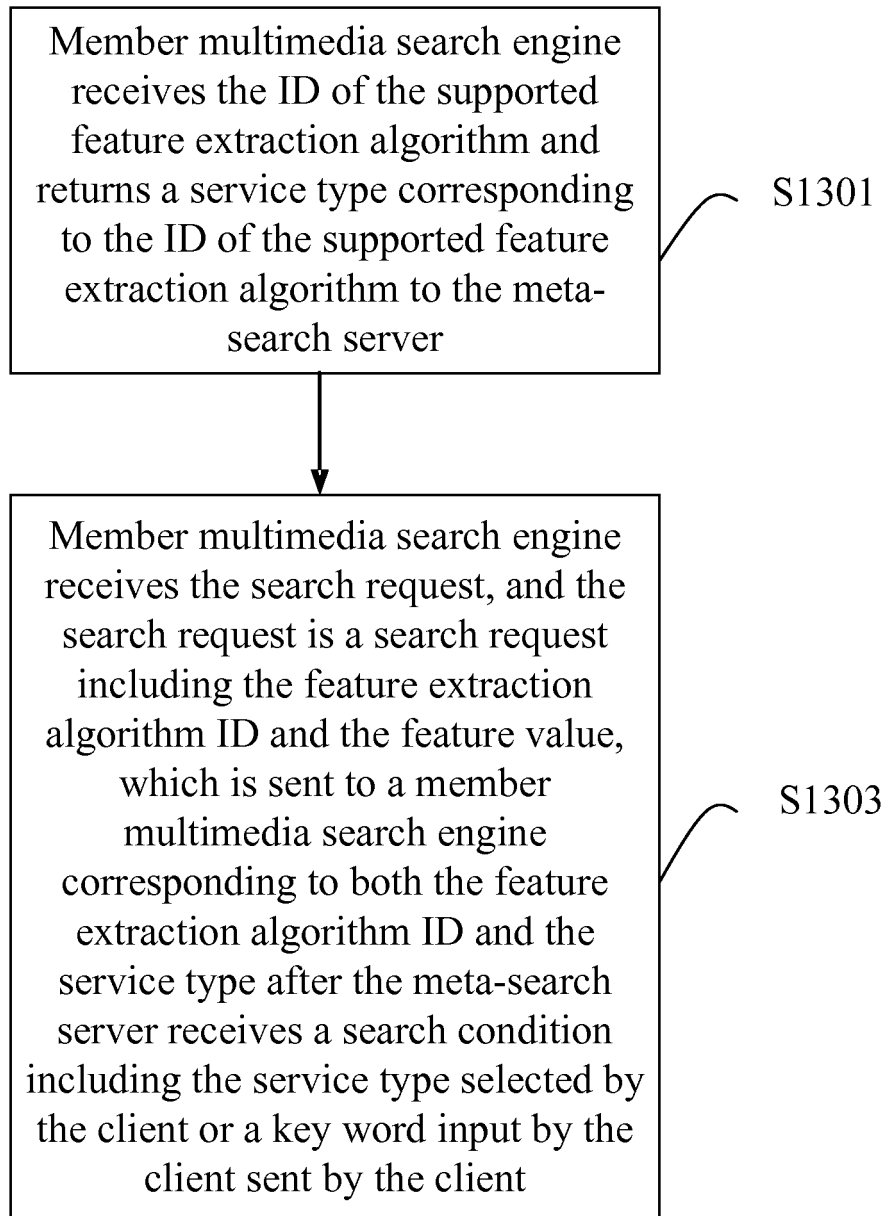 Member multimedia search engine
receives the ID of the supported
feature extraction algorithm and
returns a service type corresponding
to the ID of the supported feature
extraction algorithm to the meta-
search server
S1301
Member multimedia search engine
receives the search request, and the
search request is a search request
including the feature extraction
algorithm ID and the feature value,
which is sent to a member
multimedia search engine
corresponding to both the feature
extraction algorithm ID and the
service type after the meta-search
server receives a search condition
including the service type selected by
the client or a key word input by the
client sent by the client
S1303